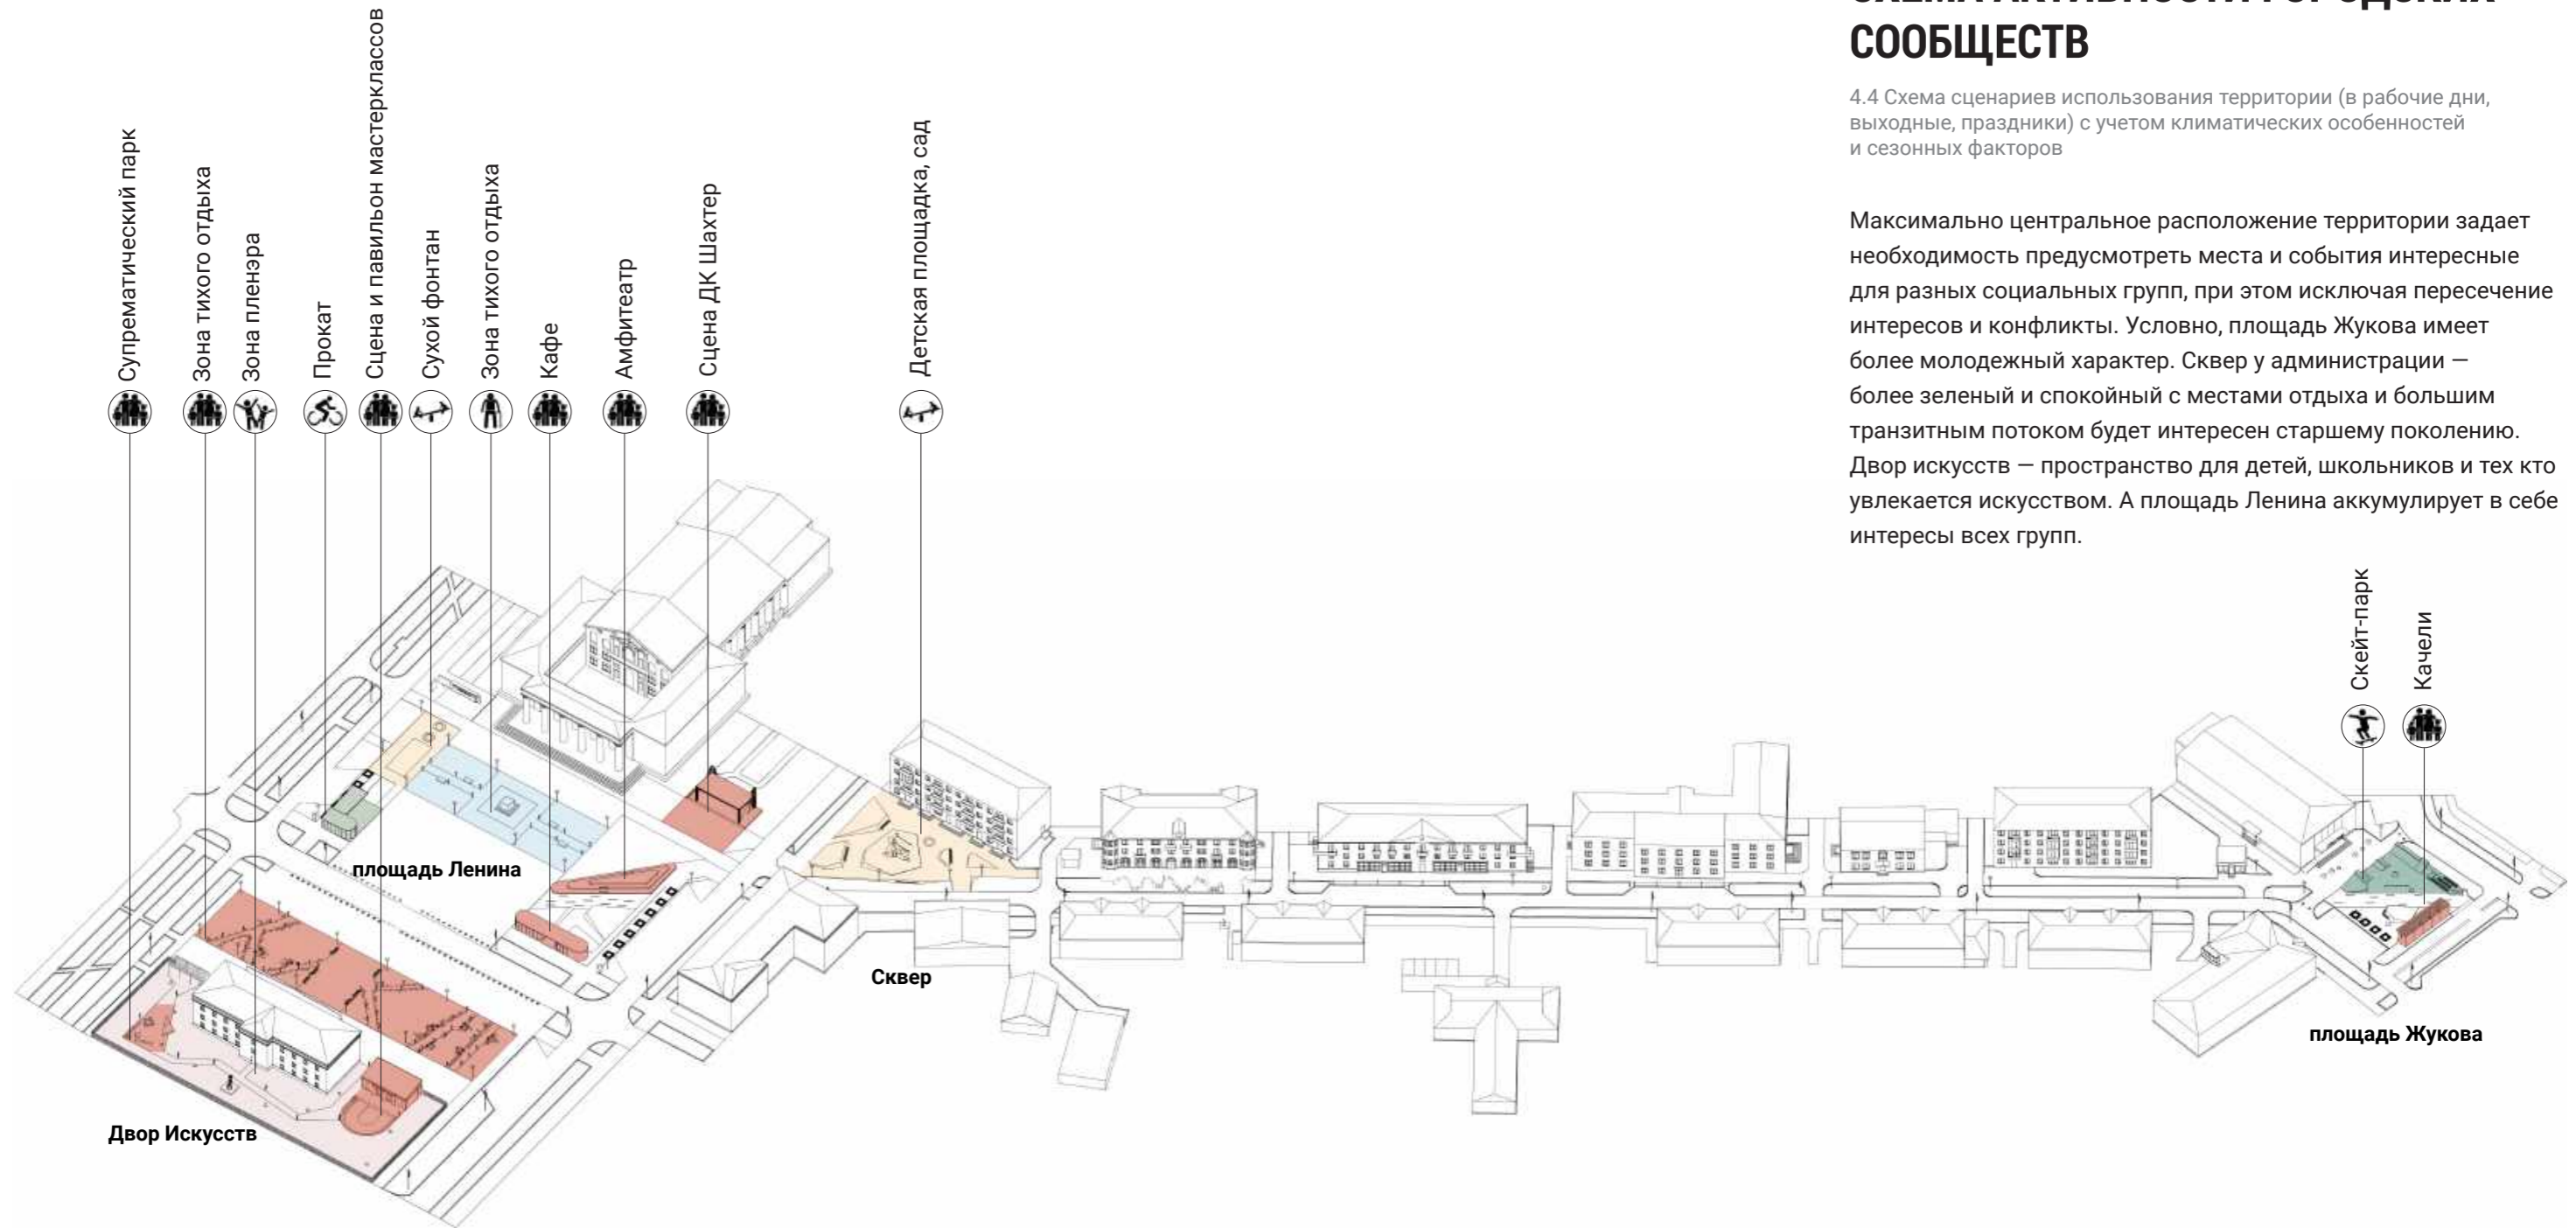 СООБЩЕСТВ
4.4 Схема сценариев использования территории (в рабочие дни,
выходные, праздники) с учетом климатических особенностей
и сезонных факторов
Максимально центральное расположение территории задает
необходимость предусмотреть места и события интересные
для разных социальных групп, при этом исключая пересечение
интересов и конфликты. Условно, площадь Жукова имеет
более молодежный характер. Сквер у администрации —
более зеленый и спокойный с местами отдыха и большим
транзитным потоком будет интересен старшему поколению.
Двор искусств — пространство для детей, школьников и тех кто
увлекается искусством. А площадь Ленина аккумулирует в себе
интересы всех групп.
Супрематический парк
Зона тихого отдыха
Зона пленэра
Прокат
Сцена и павильон мастерклассов
Сухой фонтан
Зона тихого отдыха
Кафе
Амфитеатр
Сцена ДК Шахтер
Детская площадка, сад
Скейт-парк
Качели
площадь Ленина
Сквер
площадь Жукова
Двор Искусств